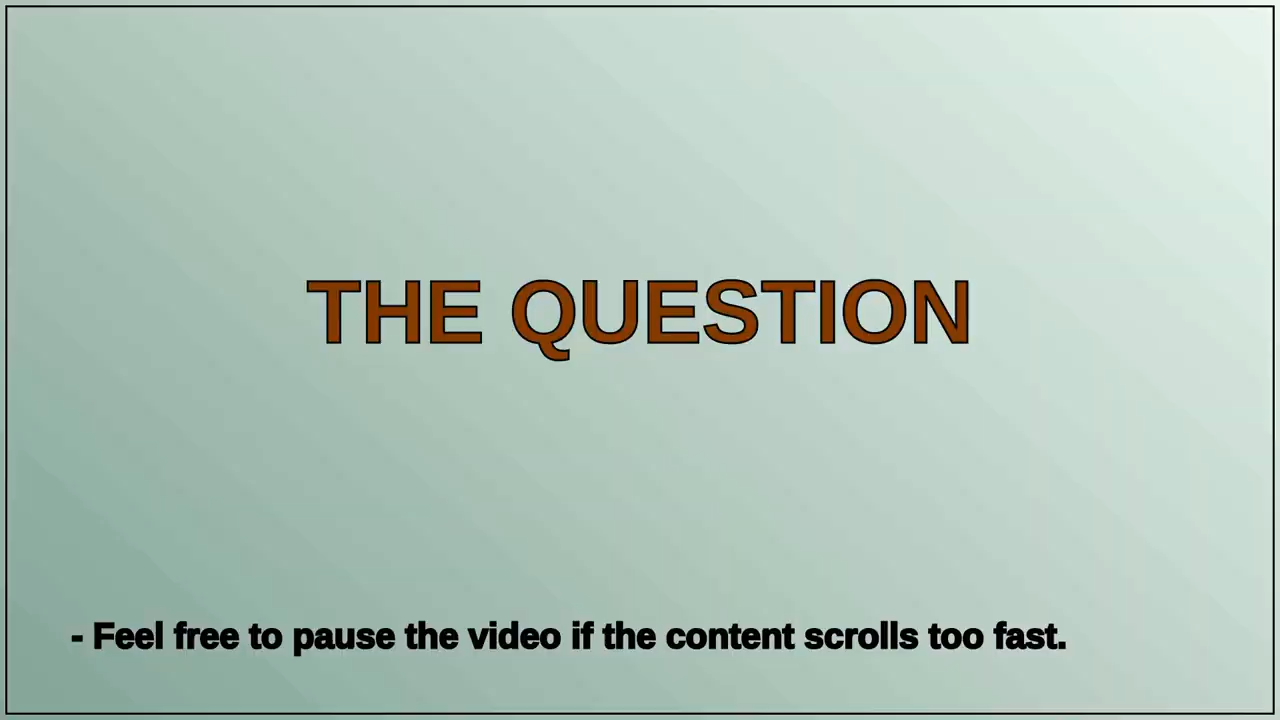 THE QUESTION
- Feel free to pause the video if the content scrolls too fast.